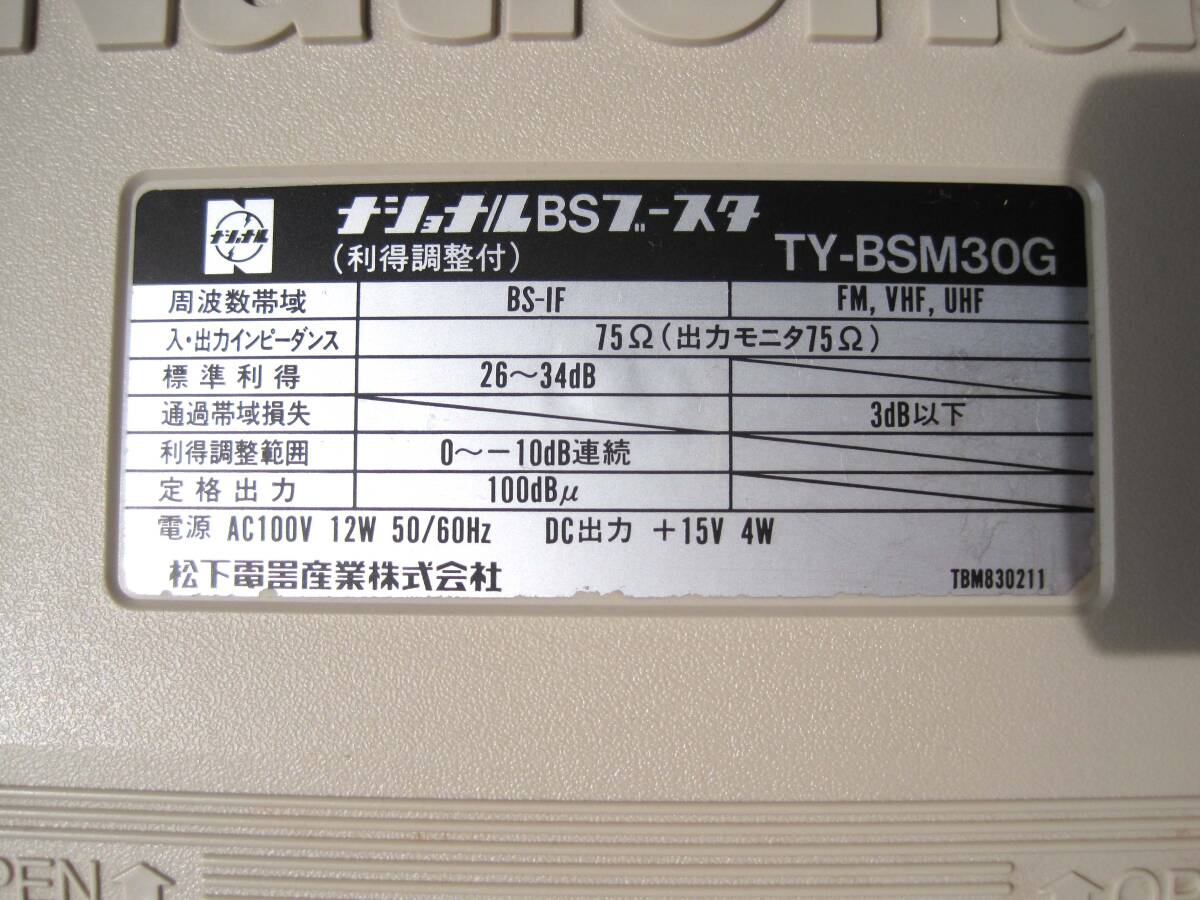 National
ナショナル
ナショナルBSブースタ
(利得調整付)
TY-BSM30G
周波数帯域 BS-IF FM, VHF, UHF
入・出力インピーダンス 75Ω(出力モニタ75Ω)
標準利得 26〜34dB
通過帯域損失 3dB以下
利得調整範囲 0〜−10dB連続
定格出力 100dBμ
電源 AC100V 12W 50/60Hz DC出力 +15V 4W
松下電器産業株式会社 TBM830211
OPEN↑ ↑OP